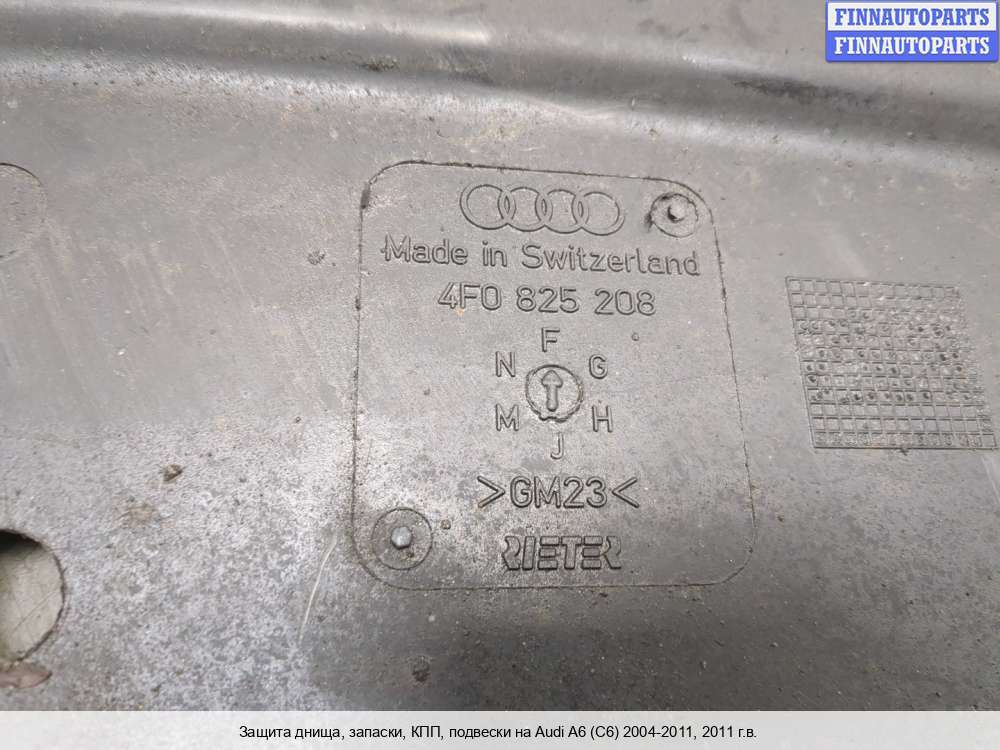 FINNAUTOPARTS
FINNAUTOPARTS
Made in Switzerland
4F0 825 208
F
N G
M H
J
>GM23<
RIETER
Защита днища, запаски, КПП, подвески на Audi A6 (C6) 2004-2011, 2011 г.в.